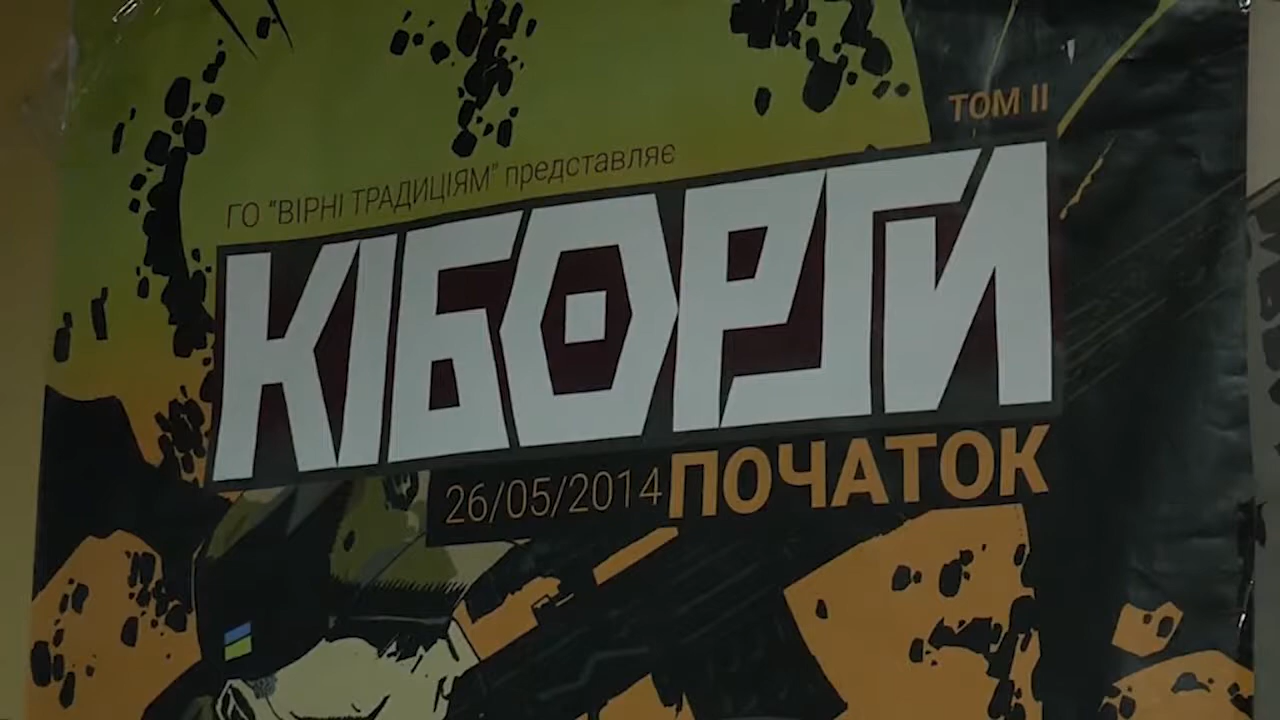 ТОМ II
ГО "ВІРНІ ТРАДИЦІЯМ" представляє
КІБОРГИ
26/05/2014 ПОЧАТОК